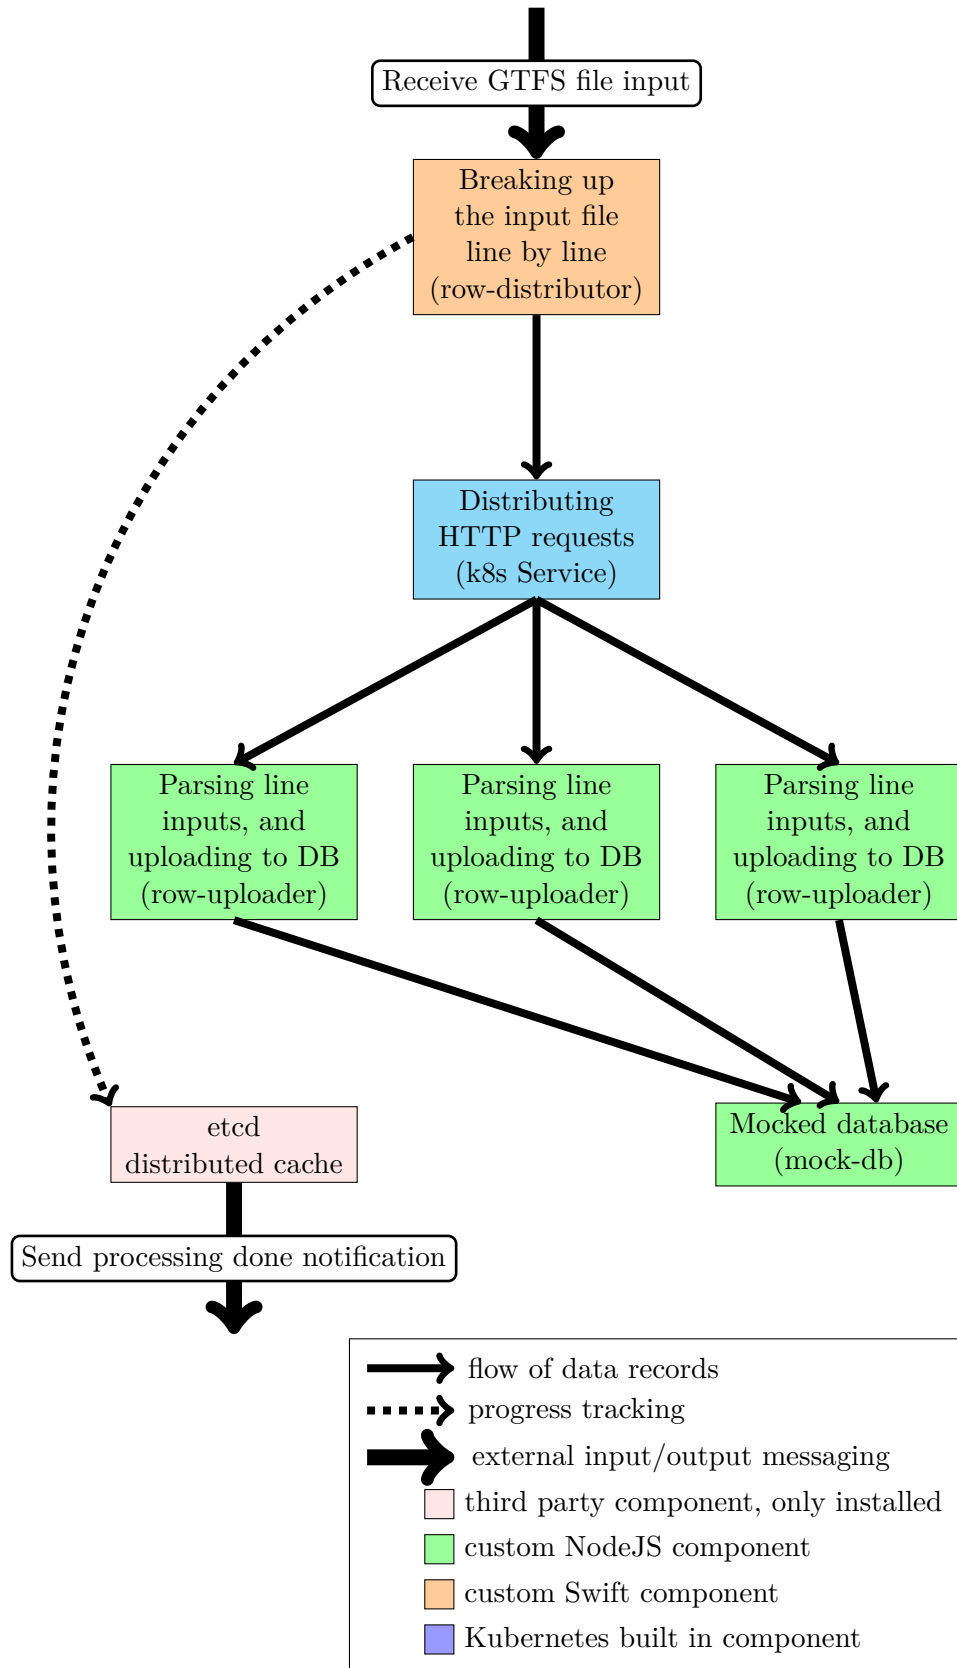 Receive GTFS file input
Breaking up
the input file
line by line
(row-distributor)
Distributing
HTTP requests
(k8s Service)
Parsing line
inputs, and
uploading to DB
(row-uploader)
Parsing line
inputs, and
uploading to DB
(row-uploader)
Parsing line
inputs, and
uploading to DB
(row-uploader)
etcd
distributed cache
Mocked database
(mock-db)
Send processing done notification
flow of data records
progress tracking
external input/output messaging
third party component, only installed
custom NodeJS component
custom Swift component
Kubernetes built in component